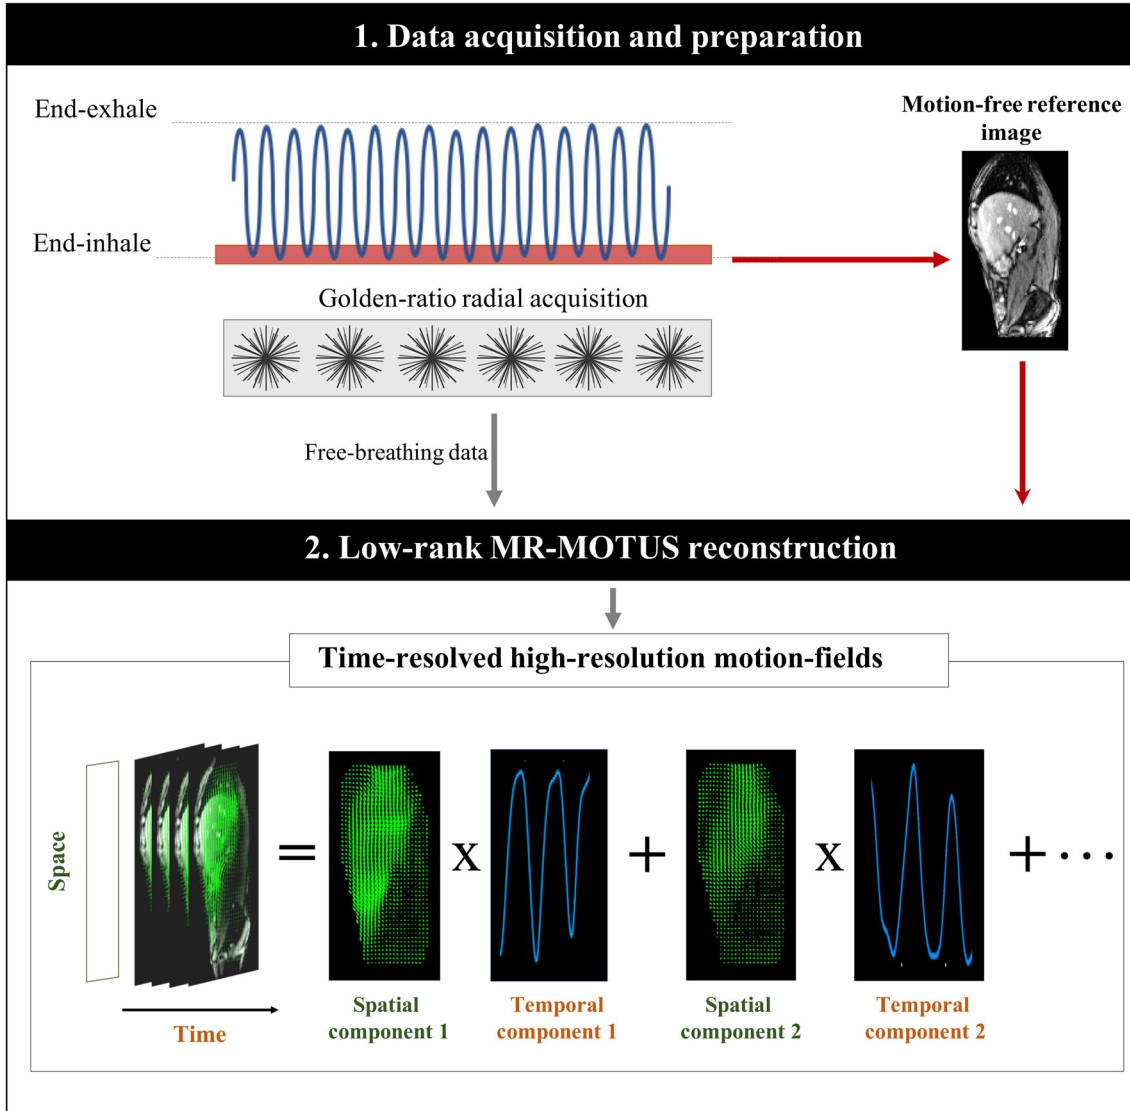 1. Data acquisition and preparation
End-exhale
Motion-free reference
image
End-inhale
Golden-ratio radial acquisition
Free-breathing data
2. Low-rank MR-MOTUS reconstruction
Time-resolved high-resolution motion-fields
Space
= x + x + ...
Time
Spatial
component 1
Temporal
component 1
Spatial
component 2
Temporal
component 2